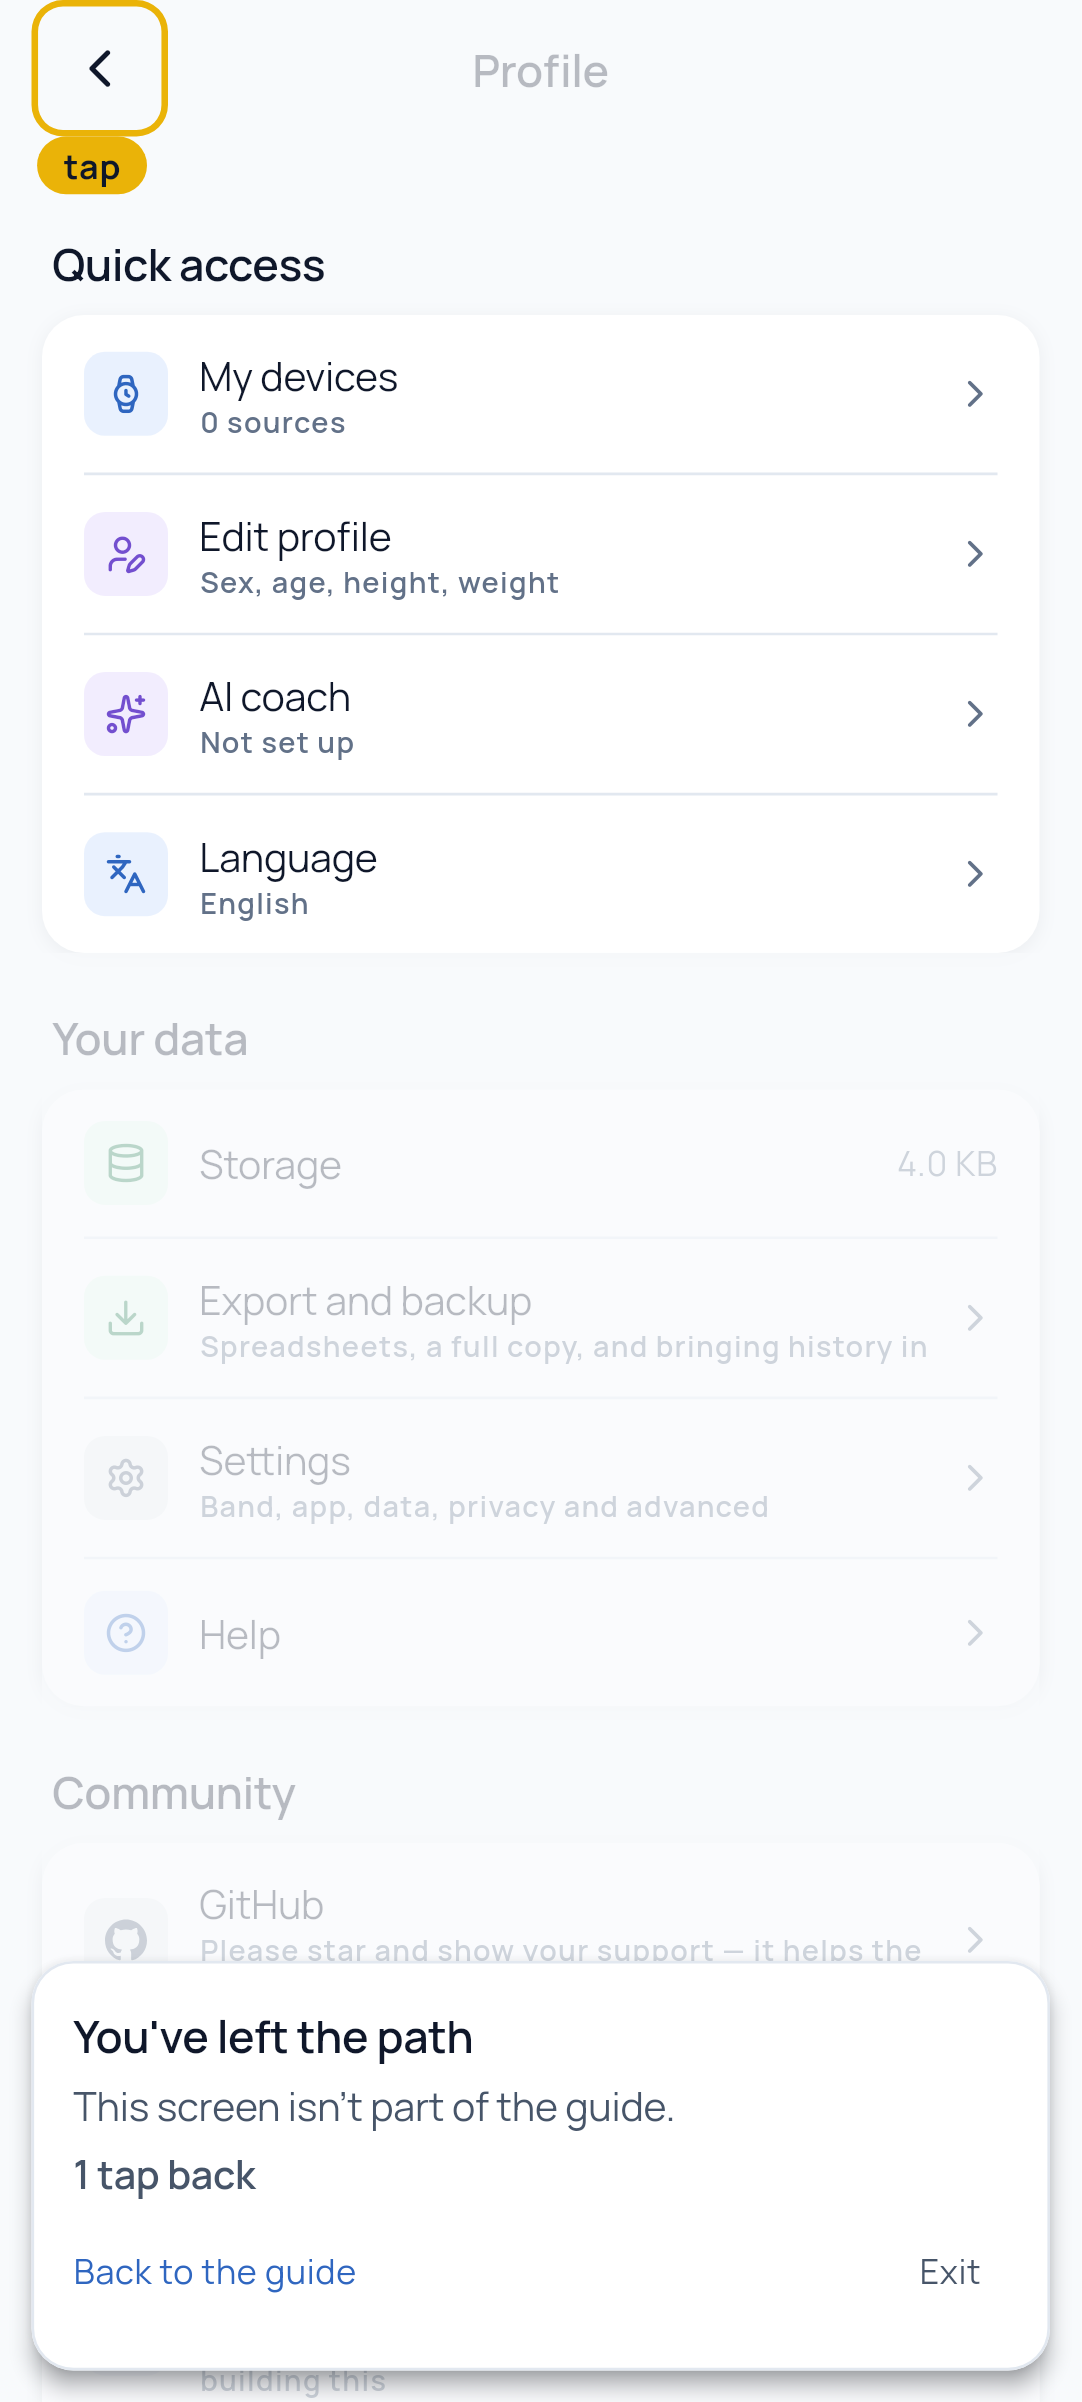 Profile
tap
Quick access
My devices
0 sources
Edit profile
Sex, age, height, weight
AI coach
Not set up
Language
English
Your data
Storage
4.0 KB
Export and backup
Spreadsheets, a full copy, and bringing history in
Settings
Band, app, data, privacy and advanced
Help
Community
GitHub
Please star and show your support — it helps the
You've left the path
This screen isn't part of the guide.
1 tap back
Back to the guide
Exit
building this